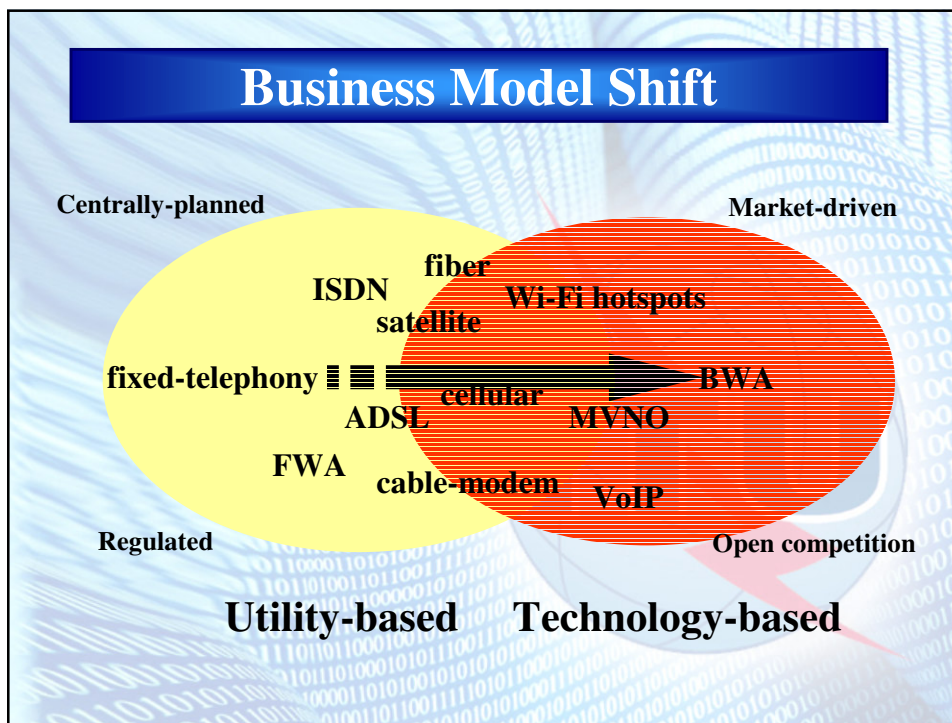 Business Model Shift
Centrally-planned
Market-driven
fiber
ISDN
Wi-Fi hotspots
satellite
fixed-telephony
BWA
cellular
ADSL
MVNO
FWA
cable-modem
VoIP
Regulated
Open competition
Utility-based
Technology-based